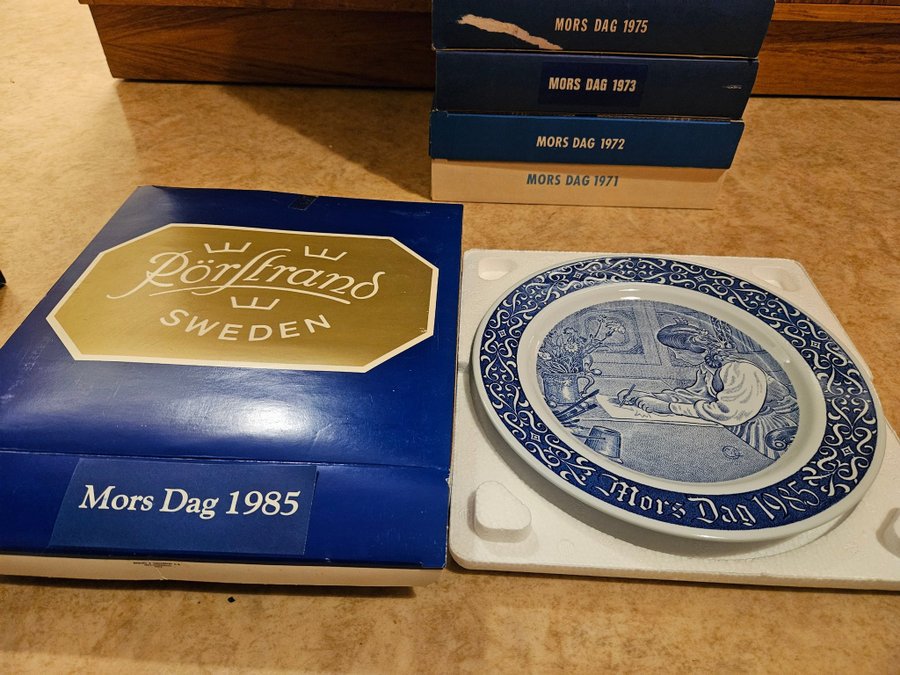 MORS DAG 1975
MORS DAG 1973
MORS DAG 1972
MORS DAG 1971
Rörstrand
SWEDEN
Mors Dag 1985
Mors Dag 1985